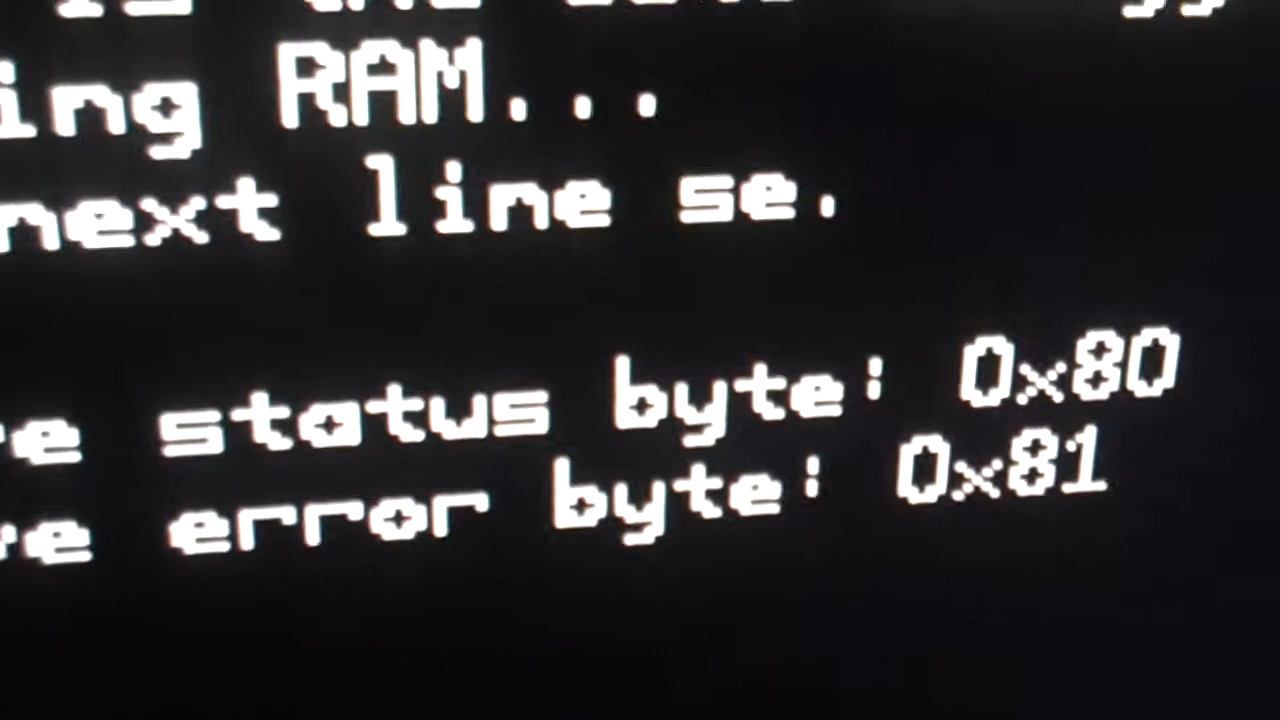 ing RAM...
next line se.
e status byte: 0x80
e error byte: 0x81